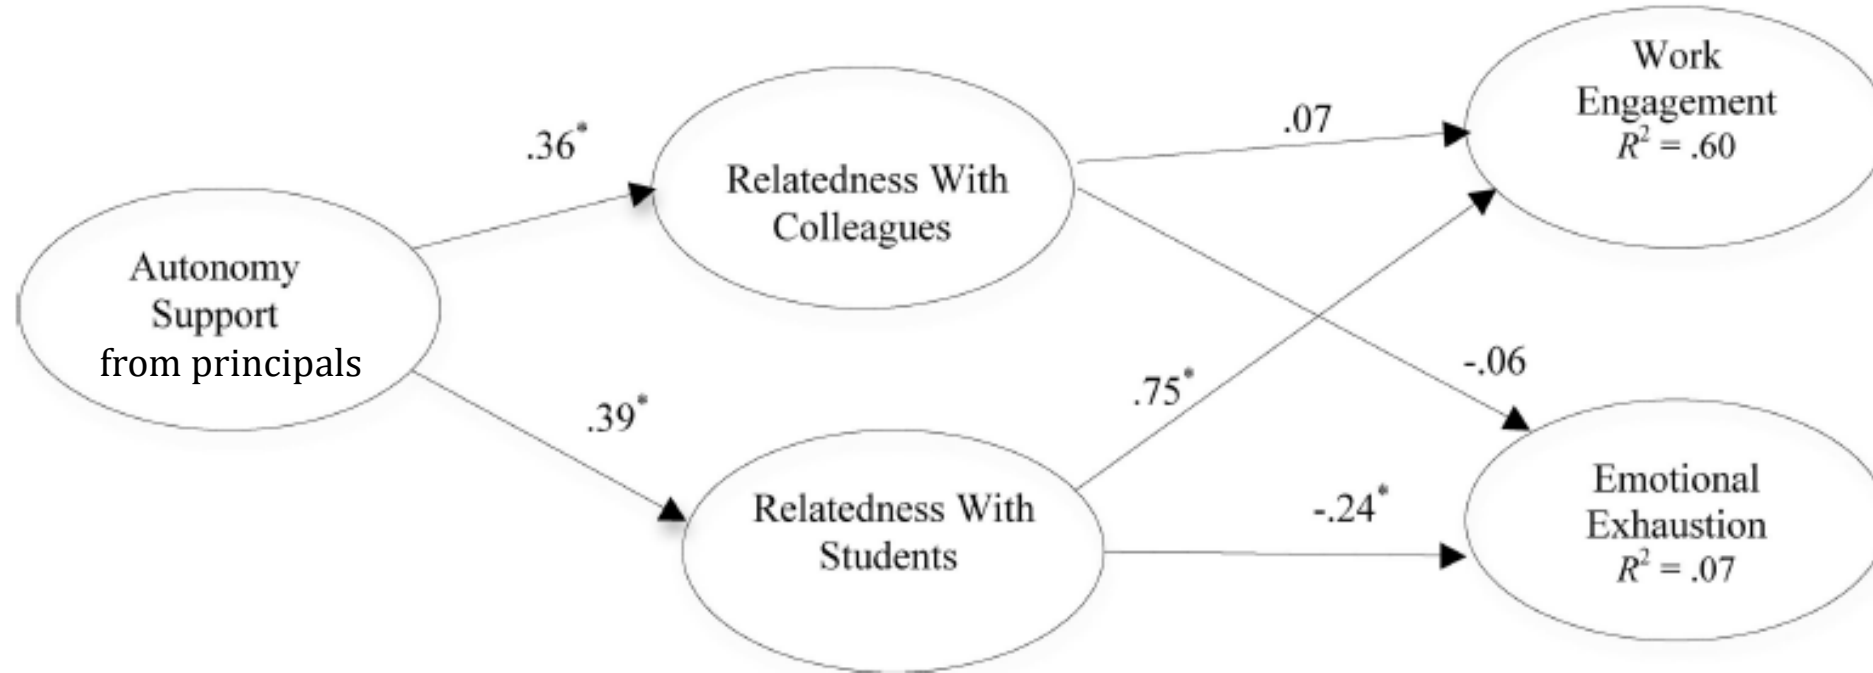 Autonomy
Support
from principals
.36*
.39*
Relatedness With
Colleagues
Relatedness With
Students
.07
-.06
.75*
-.24*
Work
Engagement
R² = .60
Emotional
Exhaustion
R² = .07